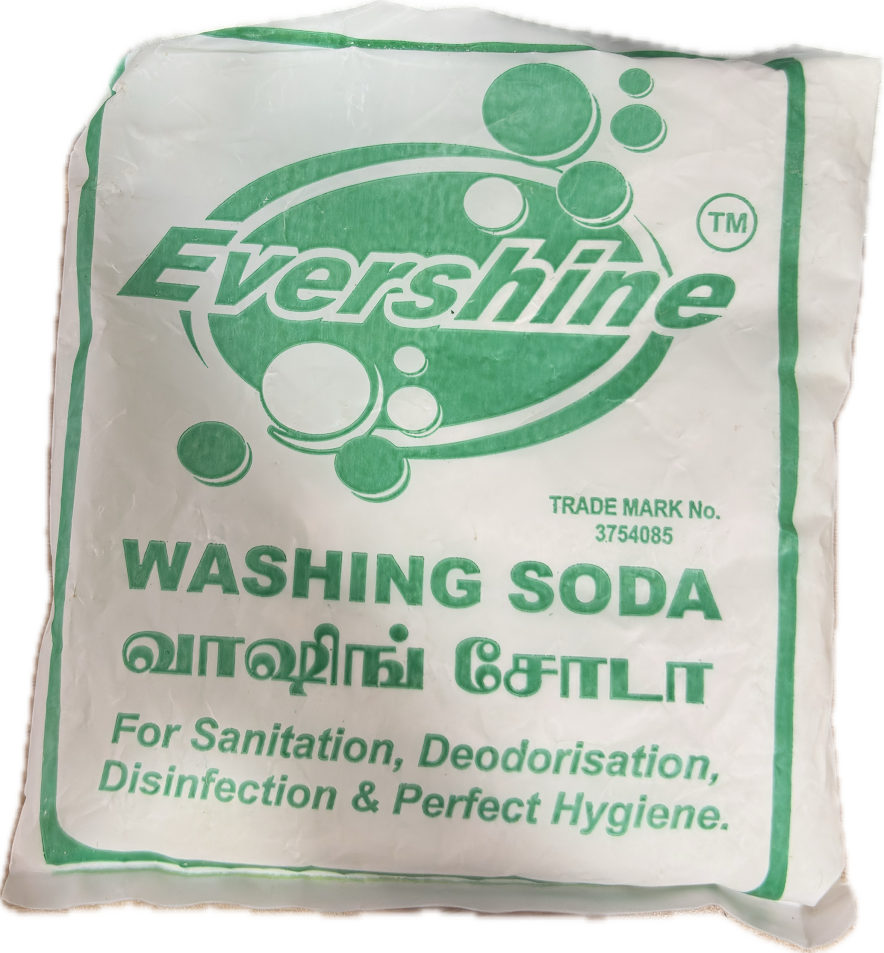 Evershine
TM
TRADE MARK No.
3754085
WASHING SODA
வாஷிங் சோடா
For Sanitation, Deodorisation,
Disinfection & Perfect Hygiene.